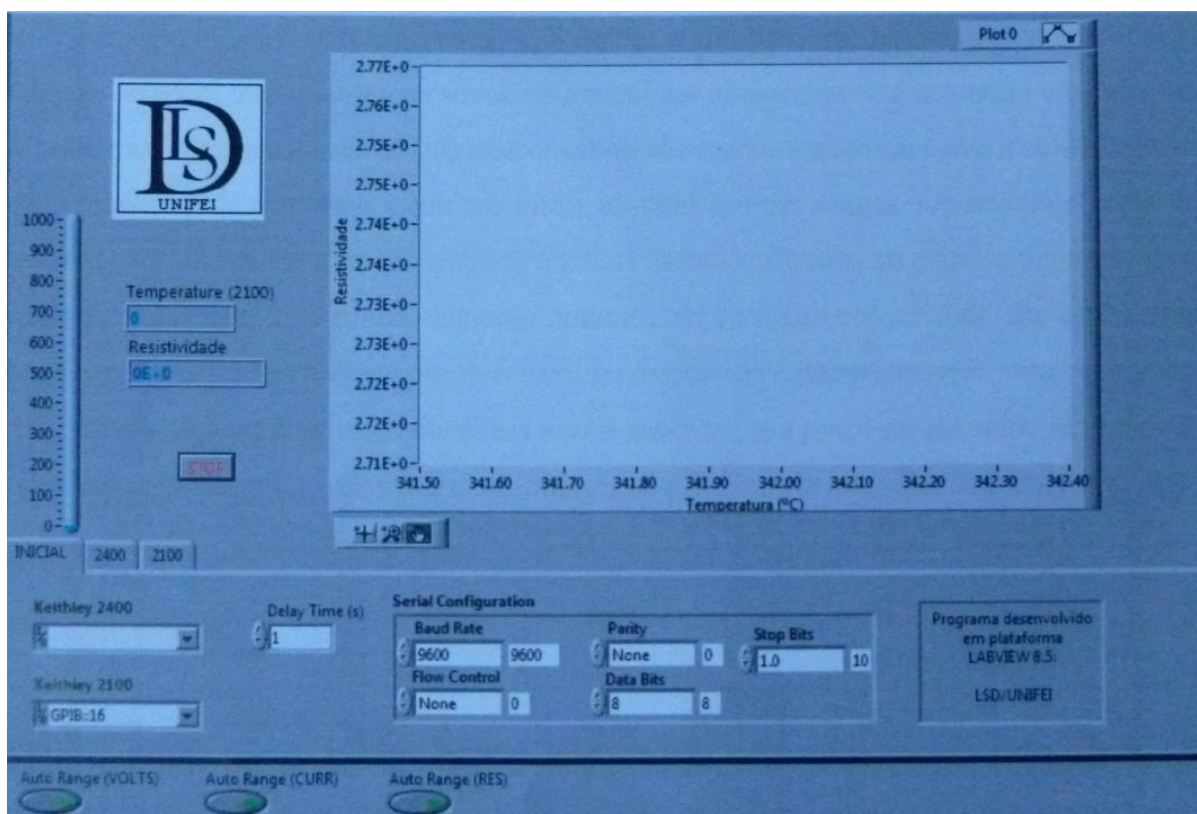 Plot 0
DLS
UNIFEI
2.77E+0
2.76E+0
2.75E+0
2.75E+0
2.74E+0
2.74E+0
2.73E+0
2.73E+0
2.72E+0
2.72E+0
2.71E+0
Resistividade
341.50 341.60 341.70 341.80 341.90 342.00 342.10 342.20 342.30 342.40
Temperatura (ºC)
1000
900
800
700
600
500
400
300
200
100
0
Temperature (2100)
0
Resistividade
0E+0
STOP
INICIAL 2400 2100
Keithley 2400
Delay Time (s)
1
Keithley 2100
GPIB::16
Serial Configuration
Baud Rate Parity Stop Bits
9600 9600 None 0 1.0 10
Flow Control Data Bits
None 0 8 8
Programa desenvolvido
em plataforma
LABVIEW 8.5.
LSD/UNIFEI
Auto Range (VOLTS) Auto Range (CURR) Auto Range (RES)